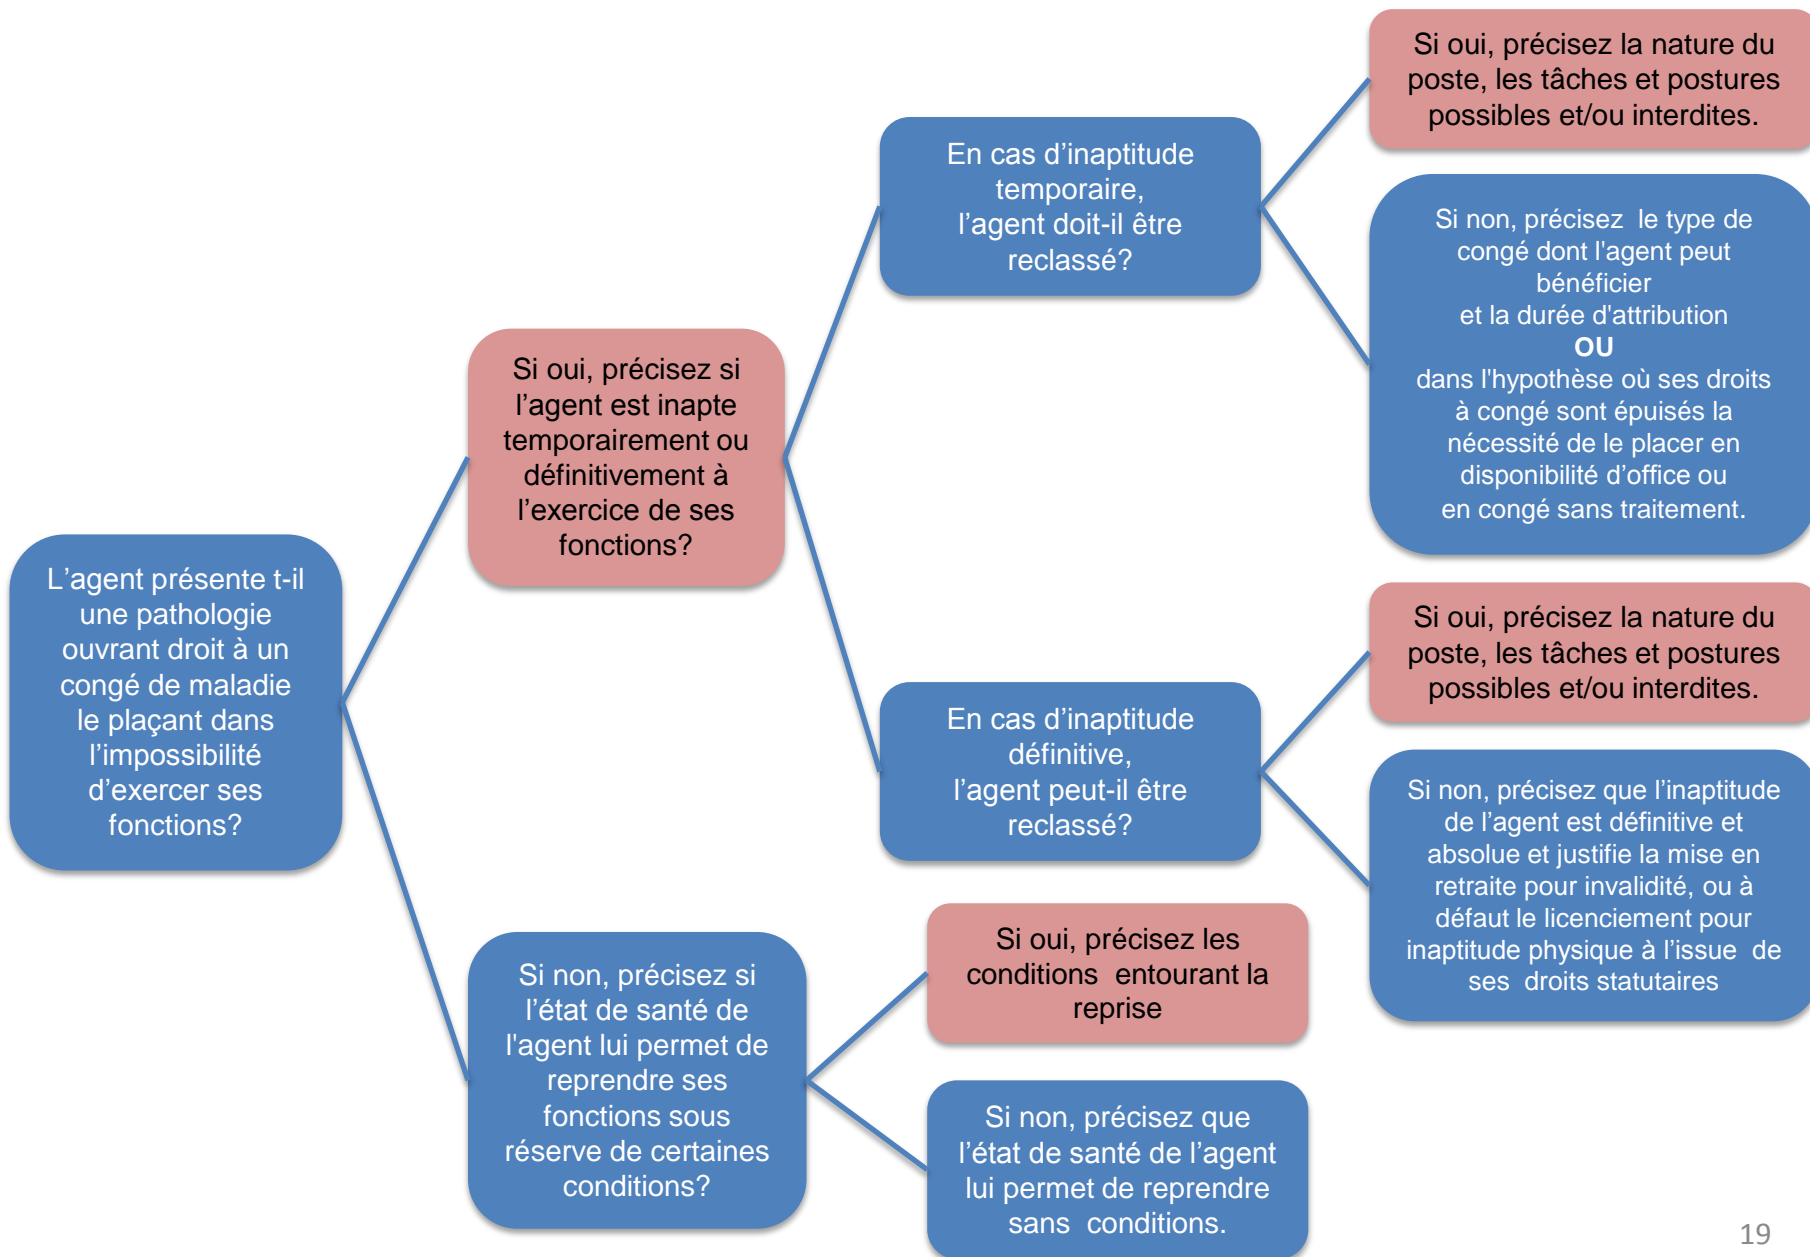 L’agent présente t-il
une pathologie
ouvrant droit à un
congé de maladie
le plaçant dans
l’impossibilité
d’exercer ses
fonctions?
Si oui, précisez si
l’agent est inapte
temporairement ou
définitivement à
l’exercice de ses
fonctions?
En cas d’inaptitude
temporaire,
l’agent doit-il être
reclassé?
Si oui, précisez la nature du
poste, les tâches et postures
possibles et/ou interdites.
Si non, précisez le type de
congé dont l'agent peut
bénéficier
et la durée d'attribution
OU
dans l'hypothèse où ses droits
à congé sont épuisés la
nécessité de le placer en
disponibilité d’office ou
en congé sans traitement.
En cas d’inaptitude
définitive,
l’agent peut-il être
reclassé?
Si oui, précisez la nature du
poste, les tâches et postures
possibles et/ou interdites.
Si non, précisez que l’inaptitude
de l’agent est définitive et
absolue et justifie la mise en
retraite pour invalidité, ou à
défaut le licenciement pour
inaptitude physique à l’issue de
ses droits statutaires
Si non, précisez si
l’état de santé de
l'agent lui permet de
reprendre ses
fonctions sous
réserve de certaines
conditions?
Si oui, précisez les
conditions entourant la
reprise
Si non, précisez que
l’état de santé de l’agent
lui permet de reprendre
sans conditions.
19